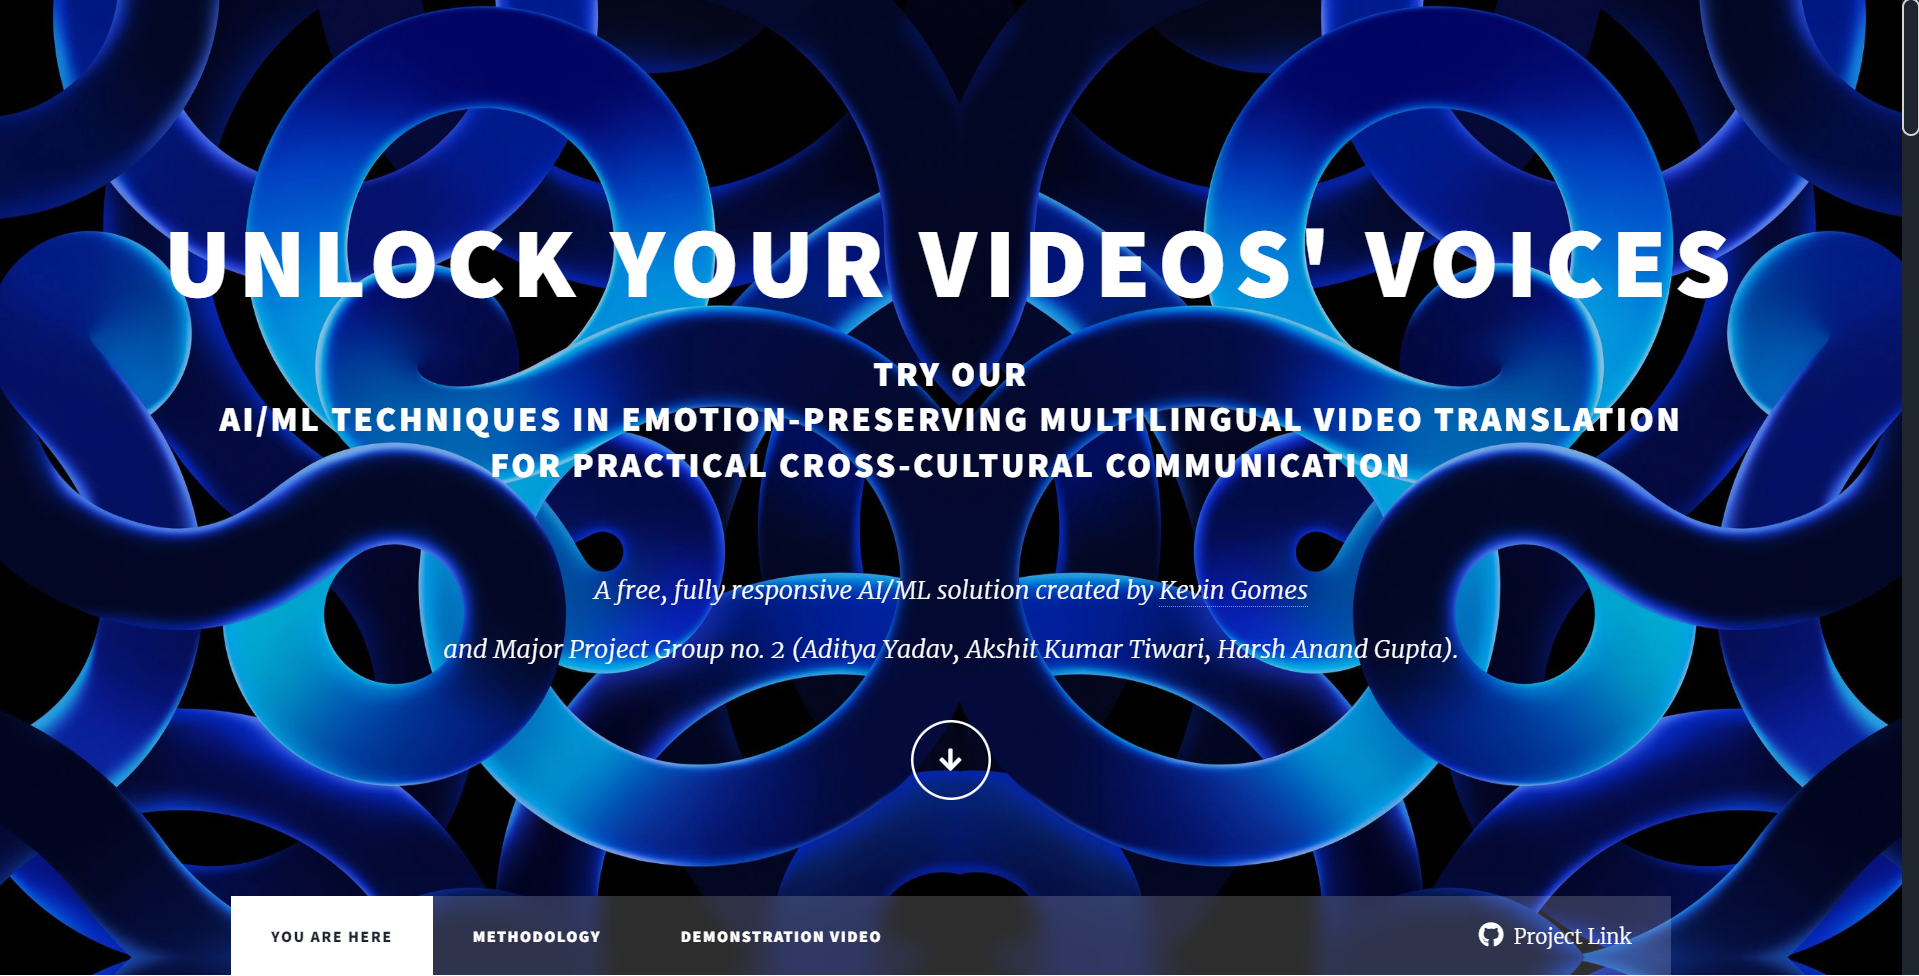 UNLOCK YOUR VIDEOS' VOICES
TRY OUR
AI/ML TECHNIQUES IN EMOTION-PRESERVING MULTILINGUAL VIDEO TRANSLATION
FOR PRACTICAL CROSS-CULTURAL COMMUNICATION
A free, fully responsive AI/ML solution created by Kevin Gomes
and Major Project Group no. 2 (Aditya Yadav, Akshit Kumar Tiwari, Harsh Anand Gupta).
YOU ARE HERE METHODOLOGY DEMONSTRATION VIDEO Project Link